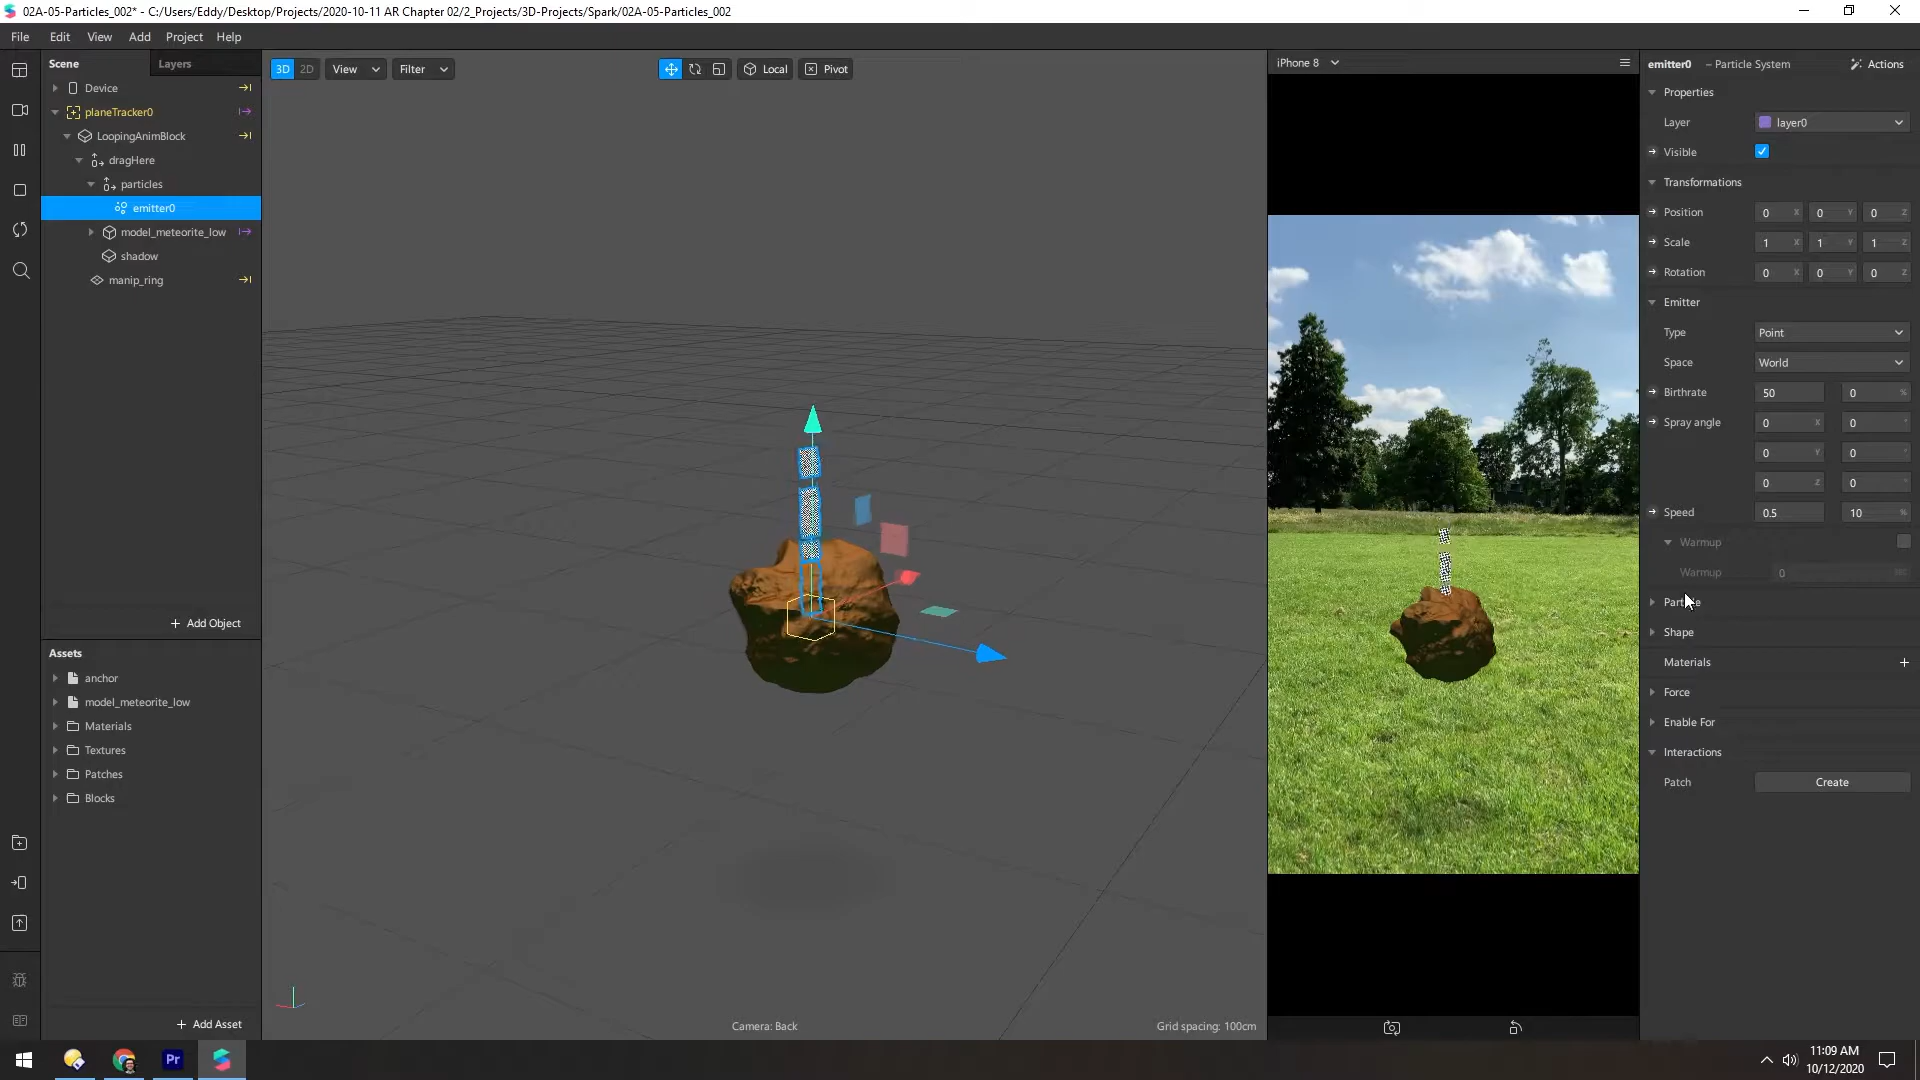 02A-05-Particles_002* - C:/Users/Eddy/Desktop/Projects/2020-10-11 AR Chapter 02/2_Projects/3D-Projects/Spark/02A-05-Particles_002
File Edit View Add Project Help
Scene Layers
Device
planeTracker0
LoopingAnimBlock
dragHere
particles
emitter0
model_meteorite_low
shadow
manip_ring
+ Add Object
Assets
anchor
model_meteorite_low
Materials
Textures
Patches
Blocks
+ Add Asset
3D 2D View Filter Local Pivot
Camera: Back Grid spacing: 100cm
iPhone 8
emitter0 – Particle System Actions
Properties
Layer layer0
Visible
Transformations
Position 0 X 0 Y 0 Z
Scale 1 X 1 Y 1 Z
Rotation 0 X 0 Y 0 Z
Emitter
Type Point
Space World
Birthrate 50 0 %
Spray angle 0 X 0 °
0 Y 0 °
0 Z 0 °
Speed 0.5 10 %
Warmup
Warmup 0 SEC
Shape
Materials +
Force
Enable For
Interactions
Patch Create
Pr
11:09 AM
10/12/2020